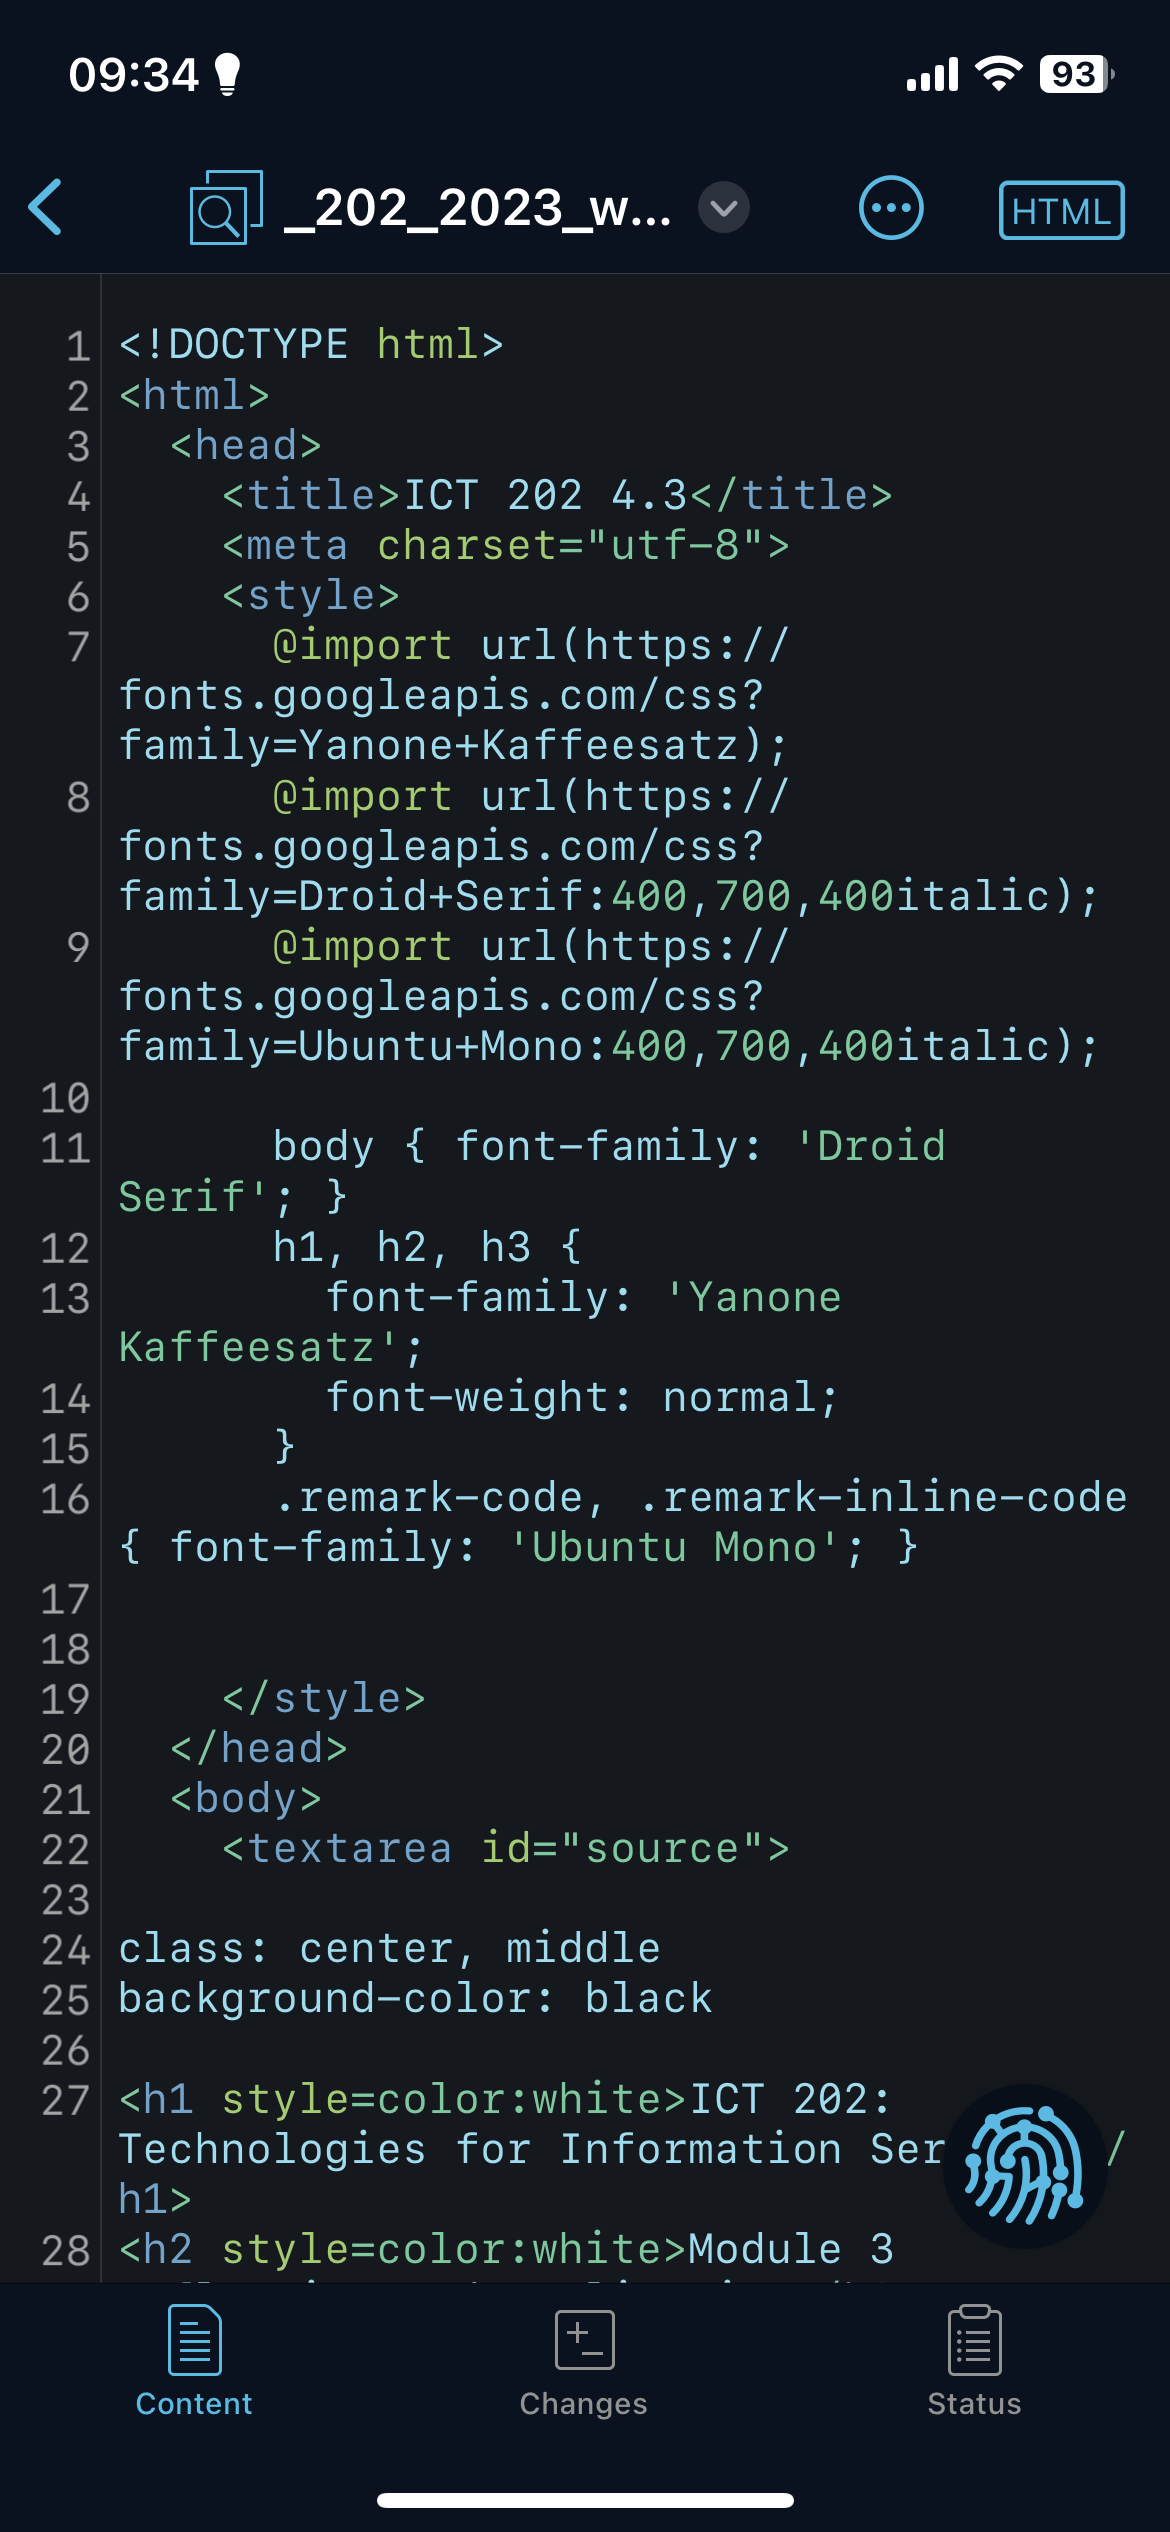 09:34
93
_202_2023_w...
HTML
1 <!DOCTYPE html>
2 <html>
3 <head>
4 <title>ICT 202 4.3</title>
5 <meta charset="utf-8">
6 <style>
7 @import url(https://
fonts.googleapis.com/css?
family=Yanone+Kaffeesatz);
8 @import url(https://
fonts.googleapis.com/css?
family=Droid+Serif:400,700,400italic);
9 @import url(https://
fonts.googleapis.com/css?
family=Ubuntu+Mono:400,700,400italic);
10
11 body { font-family: 'Droid
Serif'; }
12 h1, h2, h3 {
13 font-family: 'Yanone
Kaffeesatz';
14 font-weight: normal;
15 }
16 .remark-code, .remark-inline-code
{ font-family: 'Ubuntu Mono'; }
17
18
19 </style>
20 </head>
21 <body>
22 <textarea id="source">
23
24 class: center, middle
25 background-color: black
26
27 <h1 style=color:white>ICT 202:
Technologies for Information Ser /
h1>
28 <h2 style=color:white>Module 3
Content
Changes
Status